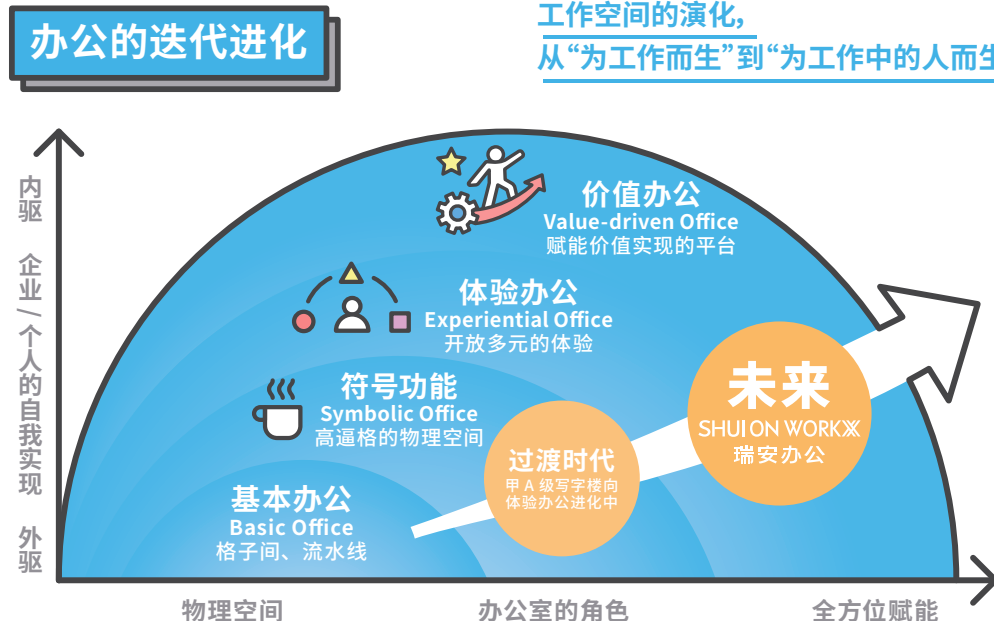 办公的迭代进化
工作空间的演化，
从“为工作而生”到“为工作中的人而生
内驱 企业/个人的自我实现 外驱
价值办公
Value-driven Office
赋能价值实现的平台
体验办公
Experiential Office
开放多元的体验
符号功能
Symbolic Office
高逼格的物理空间
基本办公
Basic Office
格子间、流水线
过渡时代
甲 A 级写字楼向
体验办公进化中
未来
SHUI ON WORKX
瑞安办公
物理空间
办公室的角色
全方位赋能